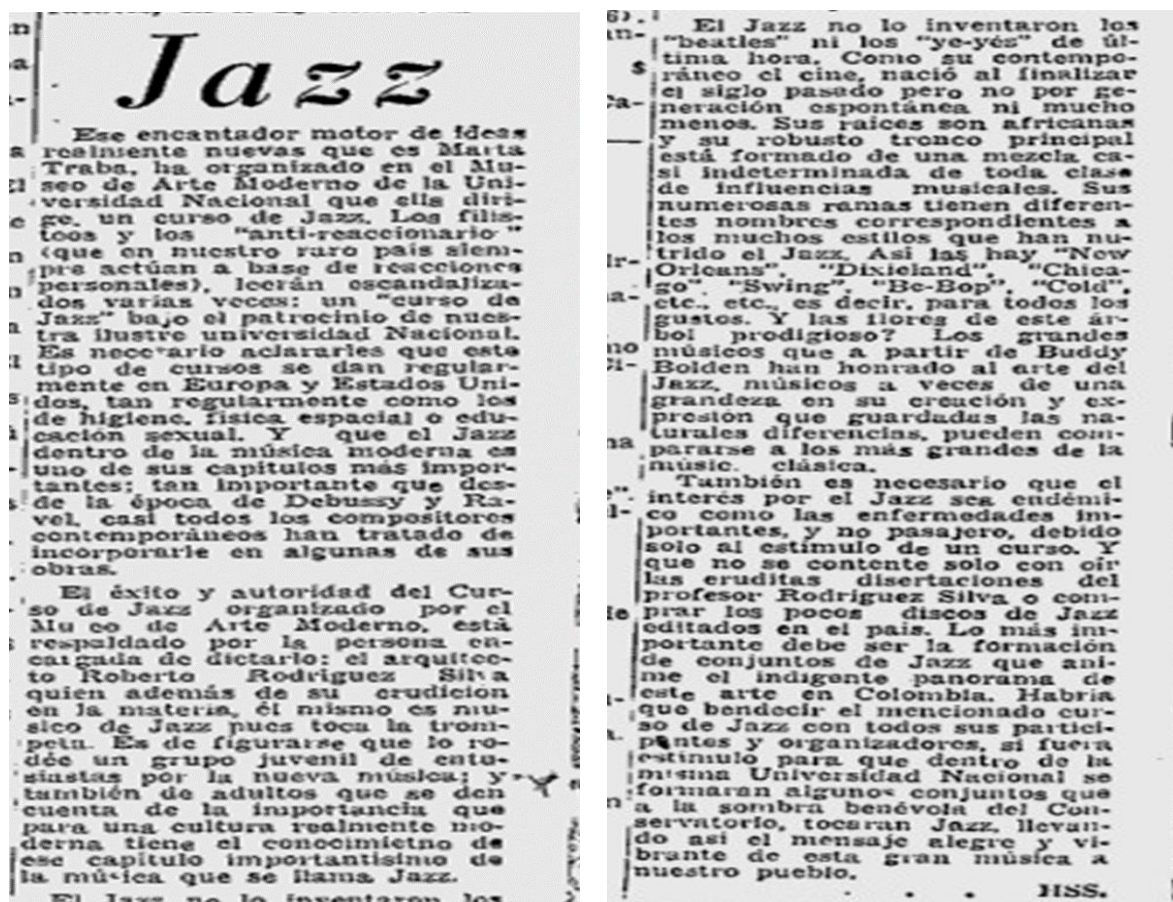 Jazz
Ese encantador motor de ideas
realmente nuevas que es Marta
Traba, ha organizado en el Mu-
seo de Arte Moderno de la Uni-
versidad Nacional que ella diri-
ge, un curso de Jazz. Los filis-
teos y los "anti-reaccionario"
(que en nuestro raro país siem-
pre actúan a base de reacciones
personales), leerán escandaliza-
dos varias veces: un "curso de
Jazz" bajo el patrocinio de nues-
tra ilustre universidad Nacional.
Es necesario aclararles que este
tipo de cursos se dan regular-
mente en Europa y Estados Uni-
dos, tan regularmente como los
de higiene, física espacial o edu-
cación sexual. Y que el Jazz
dentro de la música moderna es
uno de sus capítulos más impor-
tantes; tan importante que des-
de la época de Debussy y Ra-
vel, casi todos los compositores
contemporáneos han tratado de
incorporarle en algunas de sus
obras.
El éxito y autoridad del Cur-
so de Jazz organizado por el
Mu eo de Arte Moderno, está
respaldado por la persona en-
cargada de dictarlo: el arquitec-
to Roberto Rodríguez Silva
quien además de su erudición
en la materia, él mismo es mu-
sico de Jazz pues toca la trom-
peta. Es de figurarse que lo ro-
dée un grupo juvenil de entu-
siastas por la nueva música; y
también de adultos que se den
cuenta de la importancia que
para una cultura realmente mo-
derna tiene el conocimietno de
ese capítulo importantísimo de
la música que se llama Jazz.
El Jazz no lo inventaron los
El Jazz no lo inventaron los
"beatles" ni los "ye-yés" de úl-
tima hora. Como su contempo-
ráneo el cine, nació al finalizar
el siglo pasado pero no por ge-
neración espontánea ni mucho
menos. Sus raíces son africanas
y su robusto tronco principal
está formado de una mezcla ca-
si indeterminada de toda clase
de influencias musicales. Sus
numerosas ramas tienen diferen-
tes nombres correspondientes a
los muchos estilos que han nu-
trido el Jazz. Así las hay "New
Orleans", "Dixieland", "Chica-
go", "Swing", "Be-Bop", "Cold",
etc., etc., es decir, para todos los
gustos. Y las flores de este ár-
bol prodigioso? Los grandes
músicos que a partir de Buddy
Bolden han honrado al arte del
Jazz, músicos a veces de una
grandeza en su creación y ex-
presión que guardadas las na-
turales diferencias, pueden com-
pararse a los más grandes de la
músic. clásica.
También es necesario que el
interés por el Jazz sea endémi-
co como las enfermedades im-
portantes, y no pasajero, debido
solo al estímulo de un curso. Y
que no se contente solo con oír
las eruditas disertaciones del
profesor Rodríguez Silva o com-
prar los pocos discos de Jazz
editados en el país. Lo más im-
portante debe ser la formación
de conjuntos de Jazz que ani-
me el indigente panorama de
este arte en Colombia. Habría
que bendecir el mencionado cur-
so de Jazz con todos sus partici-
pantes y organizadores, si fuera
estímulo para que dentro de la
misma Universidad Nacional se
formaran algunos conjuntos que
a la sombra benévola del Con-
servatorio, tocaran Jazz, llevan-
do así el mensaje alegre y vi-
brante de esta gran música a
nuestro pueblo.
HSS.